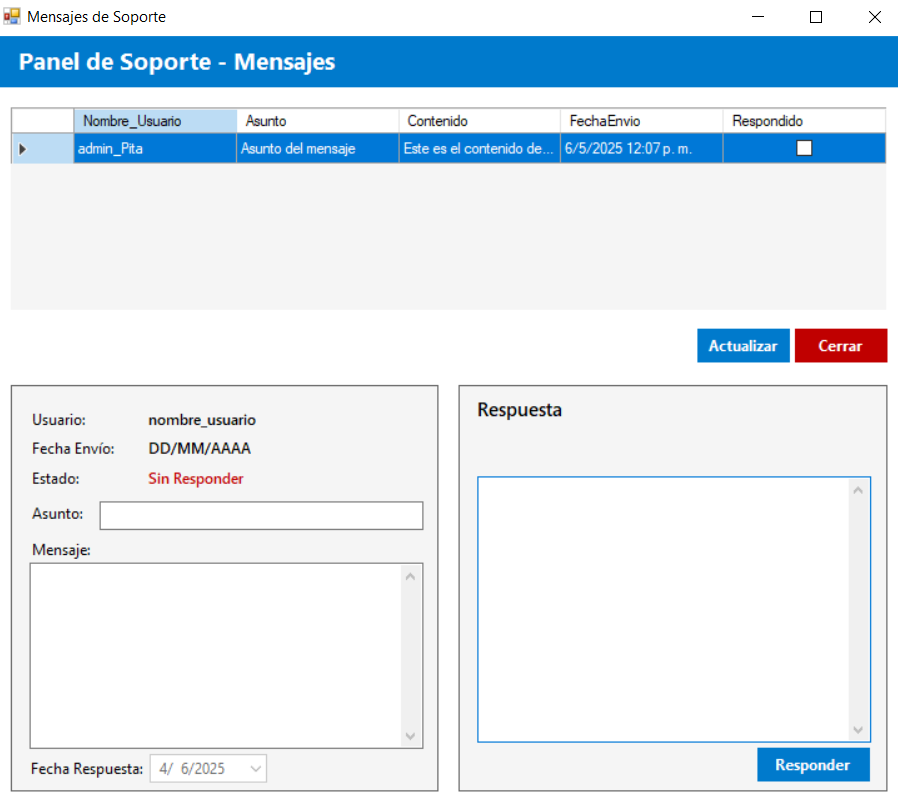 Mensajes de Soporte
Panel de Soporte - Mensajes
Nombre_Usuario Asunto Contenido FechaEnvio Respondido
admin_Pita Asunto del mensaje Este es el contenido de... 6/5/2025 12:07 p. m.
Actualizar Cerrar
Usuario: nombre_usuario
Fecha Envío: DD/MM/AAAA
Estado: Sin Responder
Asunto:
Mensaje:
Fecha Respuesta: 4/ 6/2025
Respuesta
Responder